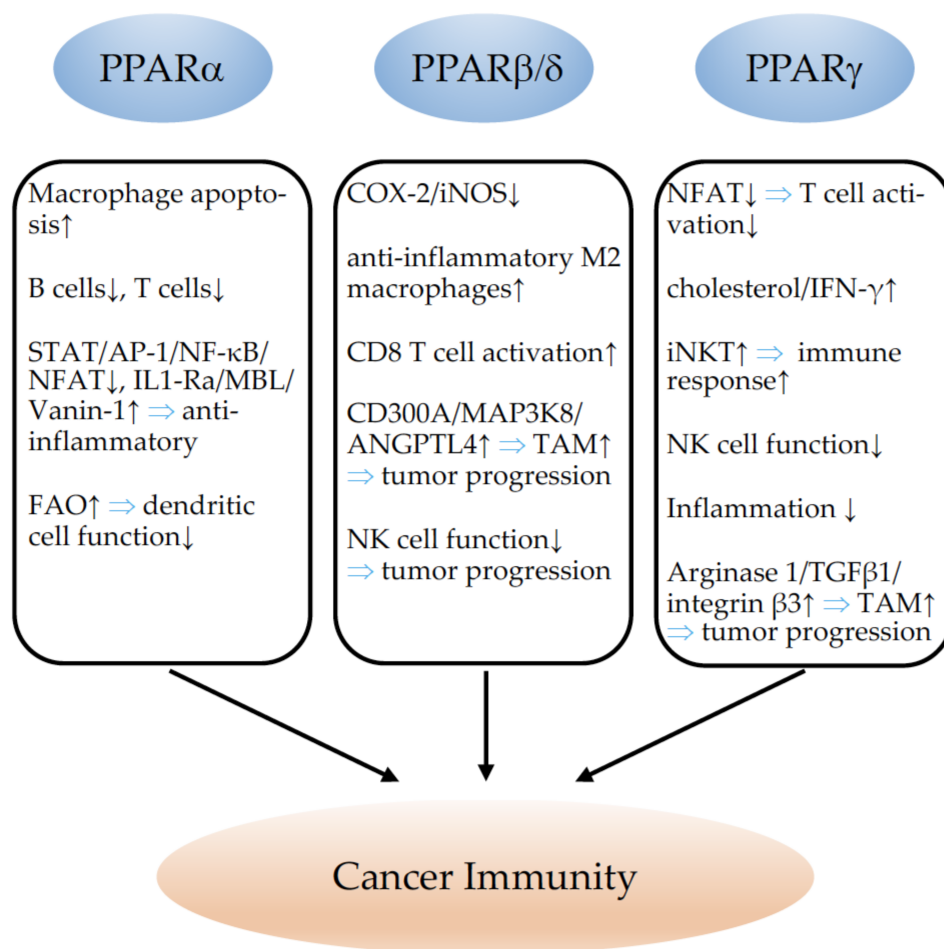 PPARα
PPARβ/δ
PPARγ
Macrophage apopto-
sis↑
B cells↓, T cells↓
STAT/AP-1/NF-κB/
NFAT↓, IL1-Ra/MBL/
Vanin-1↑ ⇒ anti-
inflammatory
FAO↑ ⇒ dendritic
cell function↓
COX-2/iNOS↓
anti-inflammatory M2
macrophages↑
CD8 T cell activation↑
CD300A/MAP3K8/
ANGPTL4↑ ⇒ TAM↑
⇒ tumor progression
NK cell function↓
⇒ tumor progression
NFAT↓ ⇒ T cell acti-
vation↓
cholesterol/IFN-γ↑
iNKT↑ ⇒ immune
response↑
NK cell function↓
Inflammation ↓
Arginase 1/TGFβ1/
integrin β3↑ ⇒ TAM↑
⇒ tumor progression
Cancer Immunity